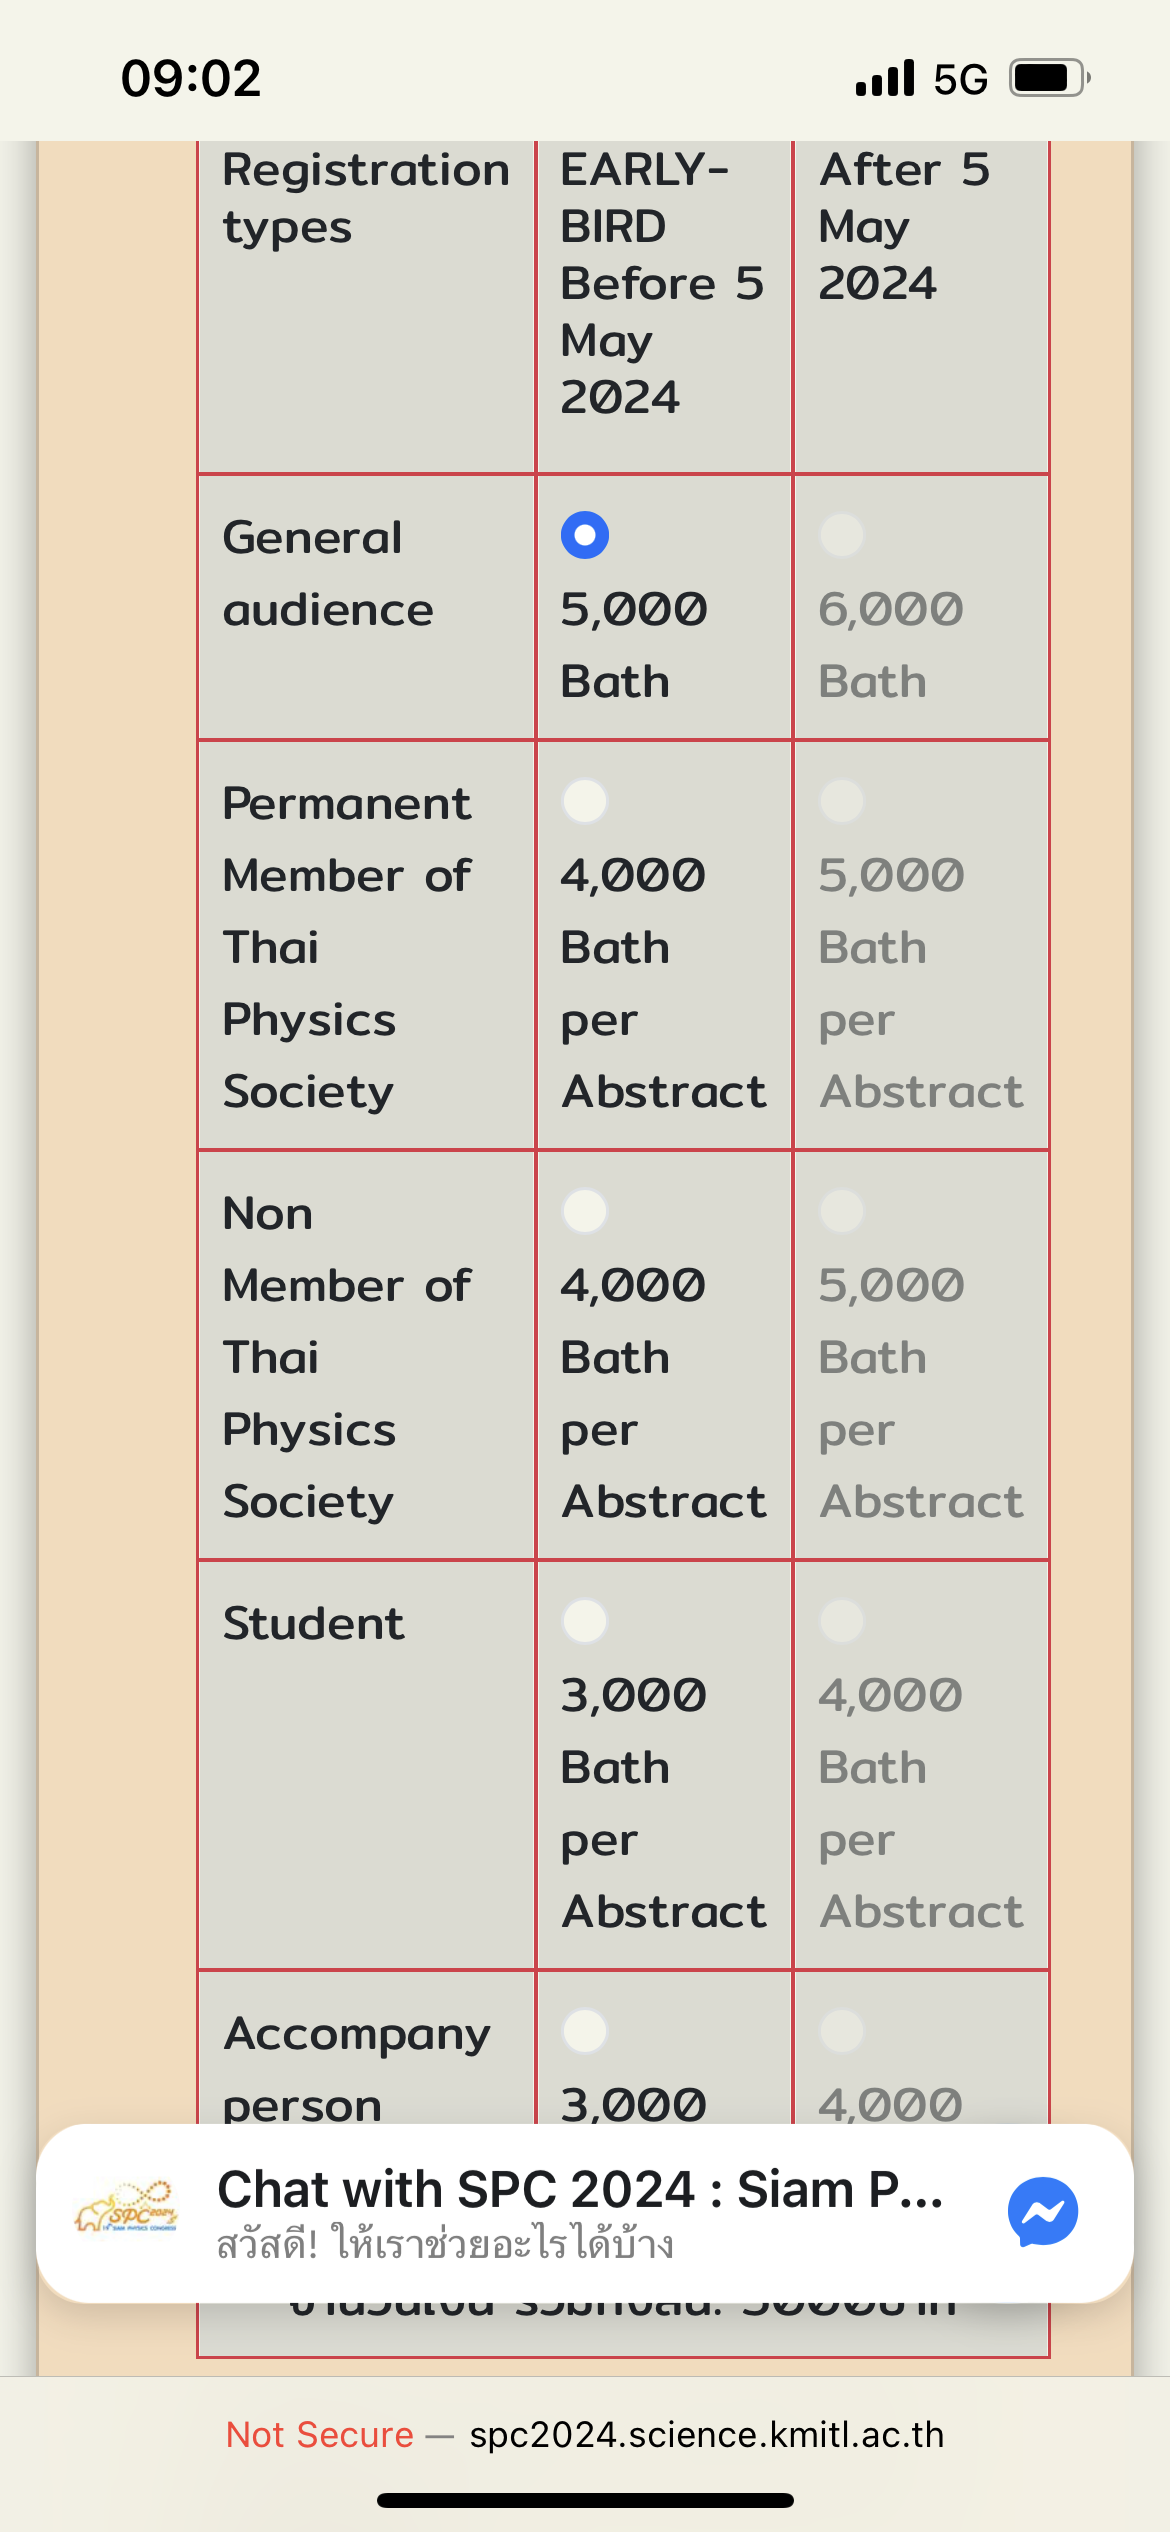 09:02
5G
Registration types
EARLY-BIRD Before 5 May 2024
After 5 May 2024
General audience
5,000 Bath
6,000 Bath
Permanent Member of Thai Physics Society
4,000 Bath per Abstract
5,000 Bath per Abstract
Non Member of Thai Physics Society
4,000 Bath per Abstract
5,000 Bath per Abstract
Student
3,000 Bath per Abstract
4,000 Bath per Abstract
Accompany person
3,000
4,000
Chat with SPC 2024 : Siam P...
สวัสดี! ให้เราช่วยอะไรได้บ้าง
Not Secure — spc2024.science.kmitl.ac.th